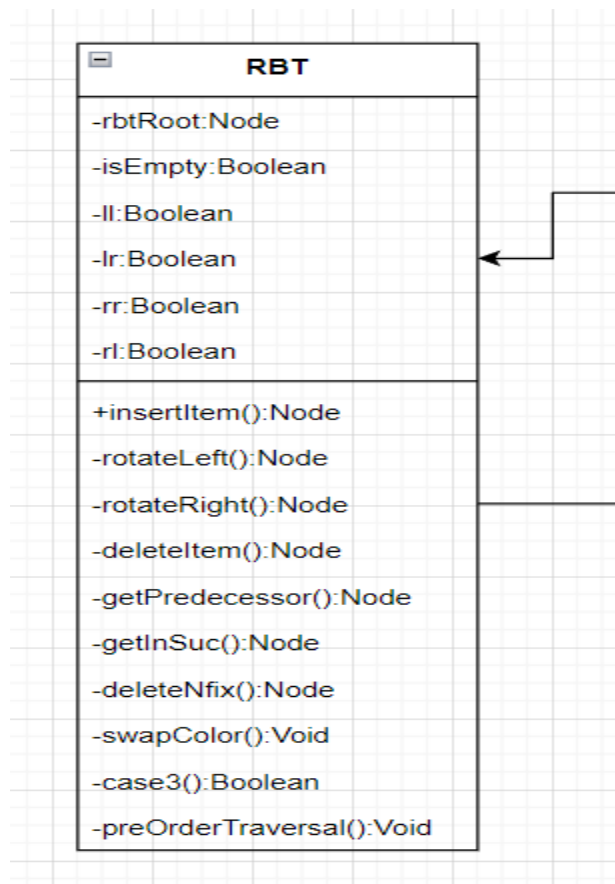 RBT
-rbtRoot:Node
-isEmpty:Boolean
-ll:Boolean
-lr:Boolean
-rr:Boolean
-rl:Boolean
+insertItem():Node
-rotateLeft():Node
-rotateRight():Node
-deleteItem():Node
-getPredecessor():Node
-getInSuc():Node
-deleteNfix():Node
-swapColor():Void
-case3():Boolean
-preOrderTraversal():Void